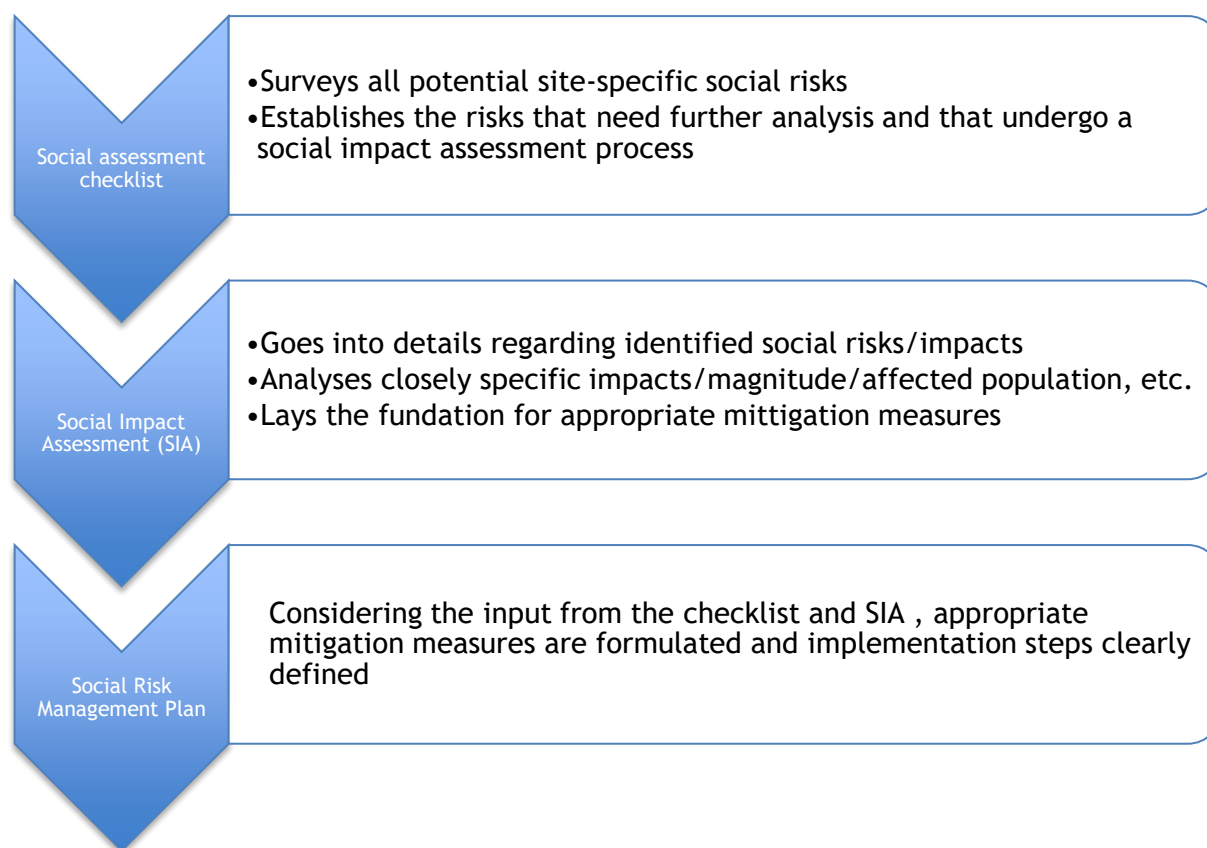 Social assessment
checklist
•Surveys all potential site-specific social risks
•Establishes the risks that need further analysis and that undergo a
social impact assessment process
Social Impact
Assessment (SIA)
•Goes into details regarding identified social risks/impacts
•Analyses closely specific impacts/magnitude/affected population, etc.
•Lays the fundation for appropriate mittigation measures
Social Risk
Management Plan
Considering the input from the checklist and SIA , appropriate
mitigation measures are formulated and implementation steps clearly
defined